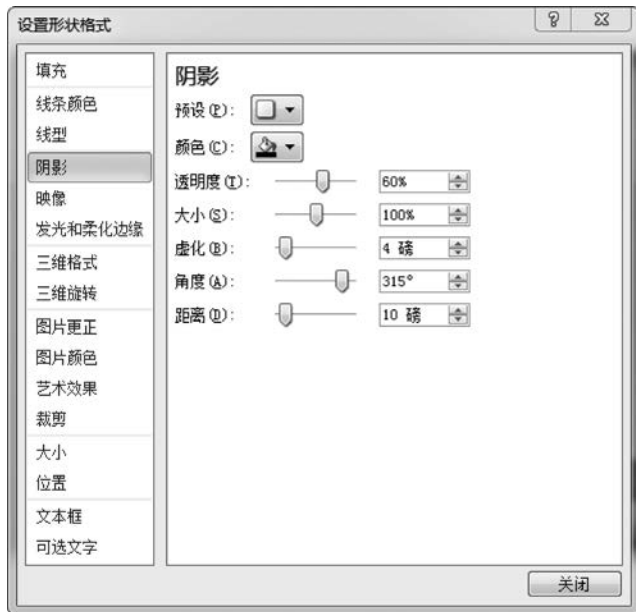 设置形状格式
填充
线条颜色
线型
阴影
映像
发光和柔化边缘
三维格式
三维旋转
图片更正
图片颜色
艺术效果
裁剪
大小
位置
文本框
可选文字
阴影
预设(P):
颜色(C):
透明度(T): 60%
大小(S): 100%
虚化(B): 4 磅
角度(A): 315°
距离(D): 10 磅
关闭